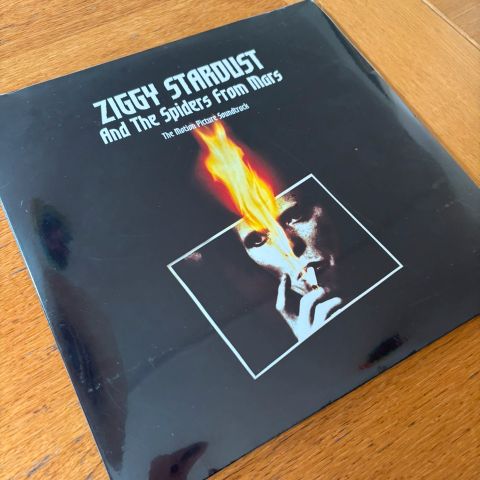 ZIGGY STARDUST
And The Spiders From Mars
The Motion Picture Soundtrack